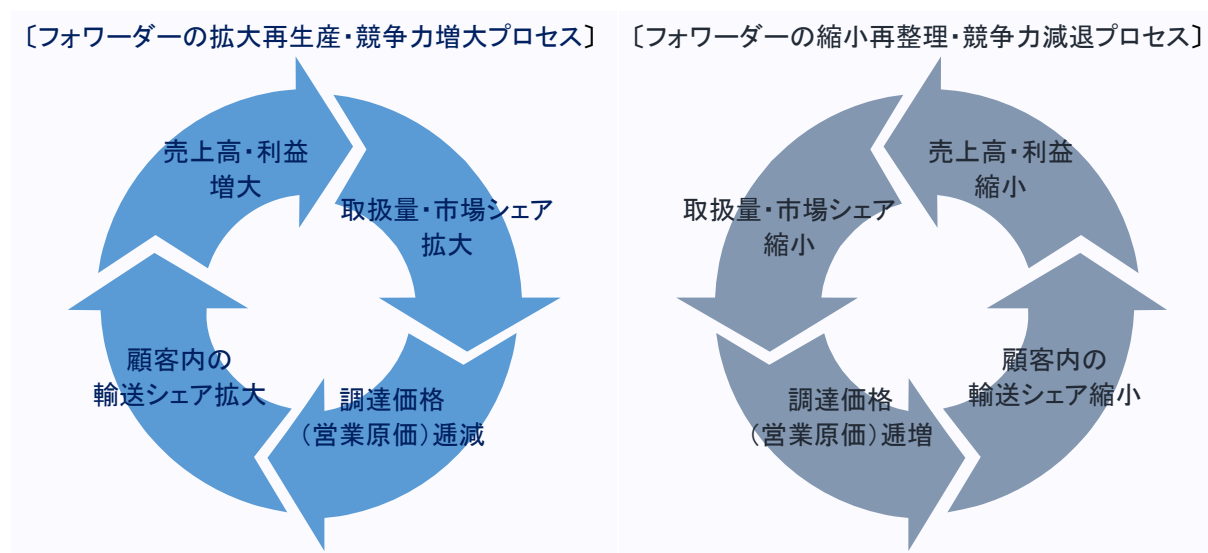 〔フォワーダーの拡大再生産・競争力増大プロセス〕
売上高・利益
増大
取扱量・市場シェア
拡大
調達価格
（営業原価）逓減
顧客内の
輸送シェア拡大
〔フォワーダーの縮小再整理・競争力減退プロセス〕
売上高・利益
縮小
取扱量・市場シェア
縮小
調達価格
（営業原価）逓増
顧客内の
輸送シェア縮小